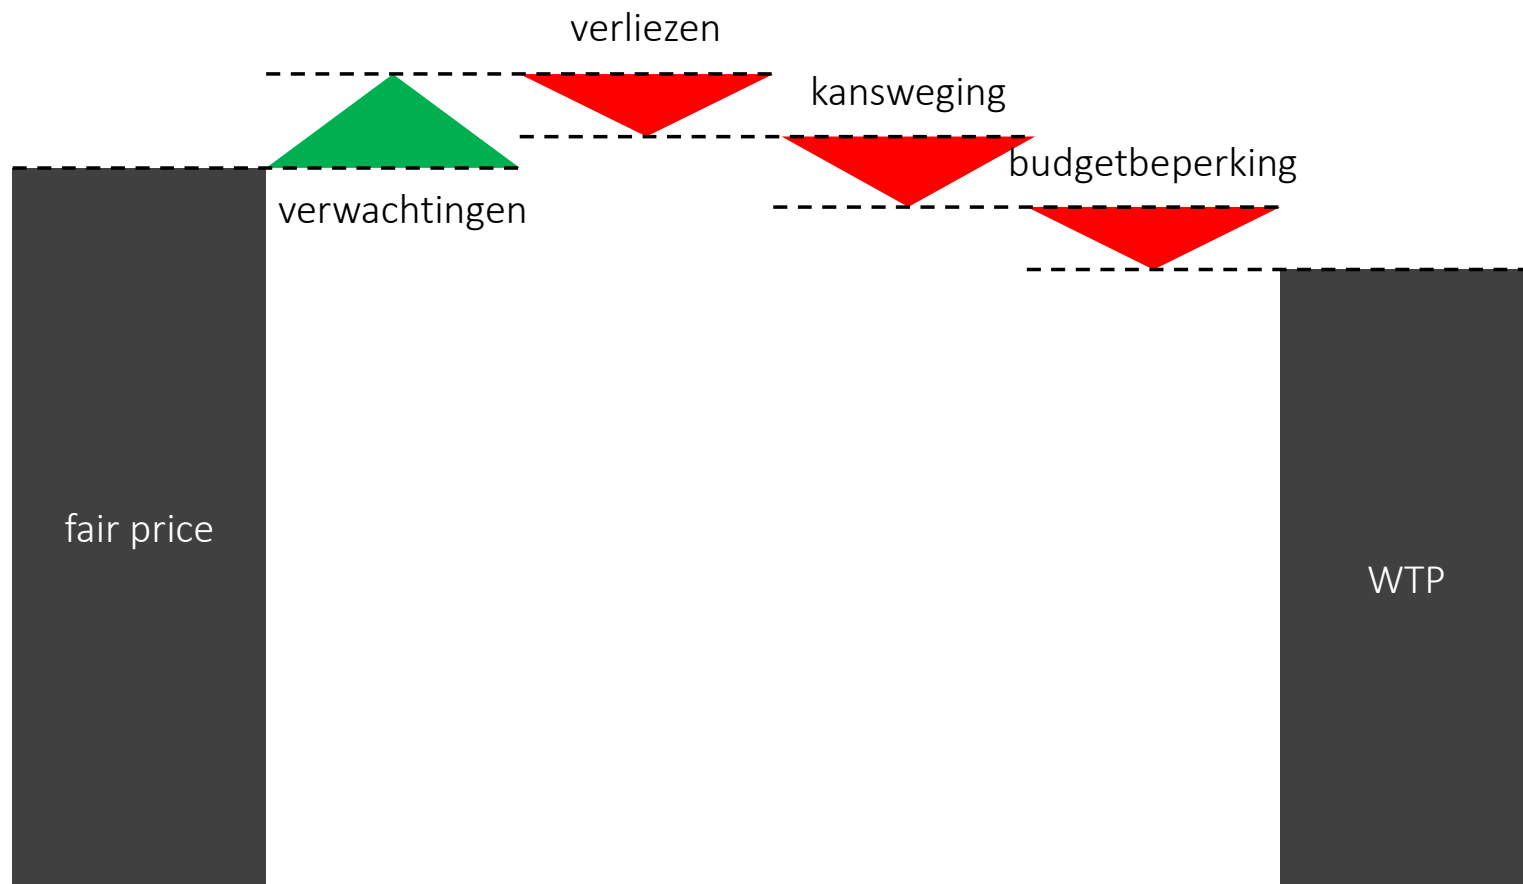 verliezen
kansweging
budgetbeperking
verwachtingen
fair price
WTP